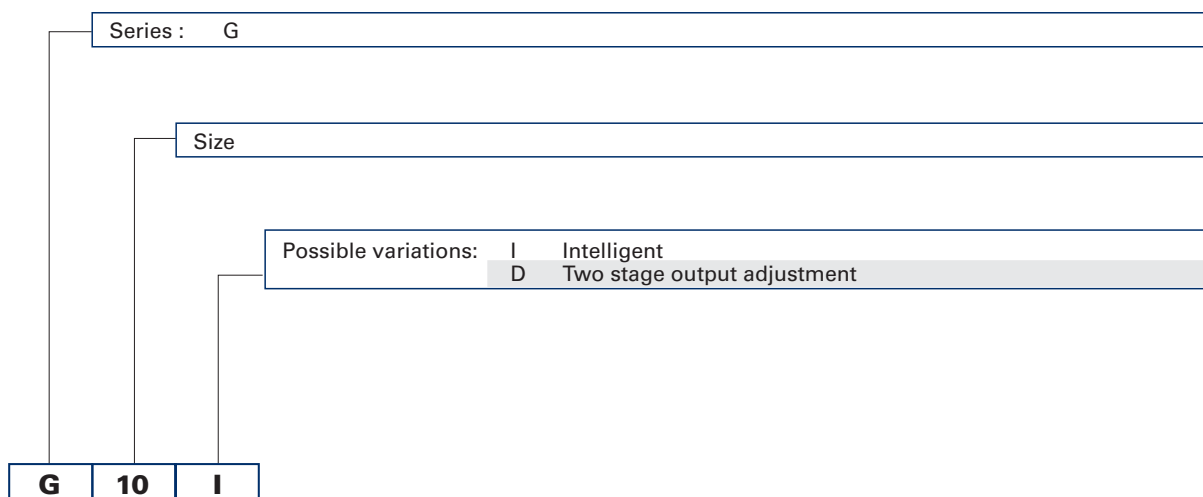 Series : G
Size
Possible variations: I Intelligent
D Two stage output adjustment
G 10 I